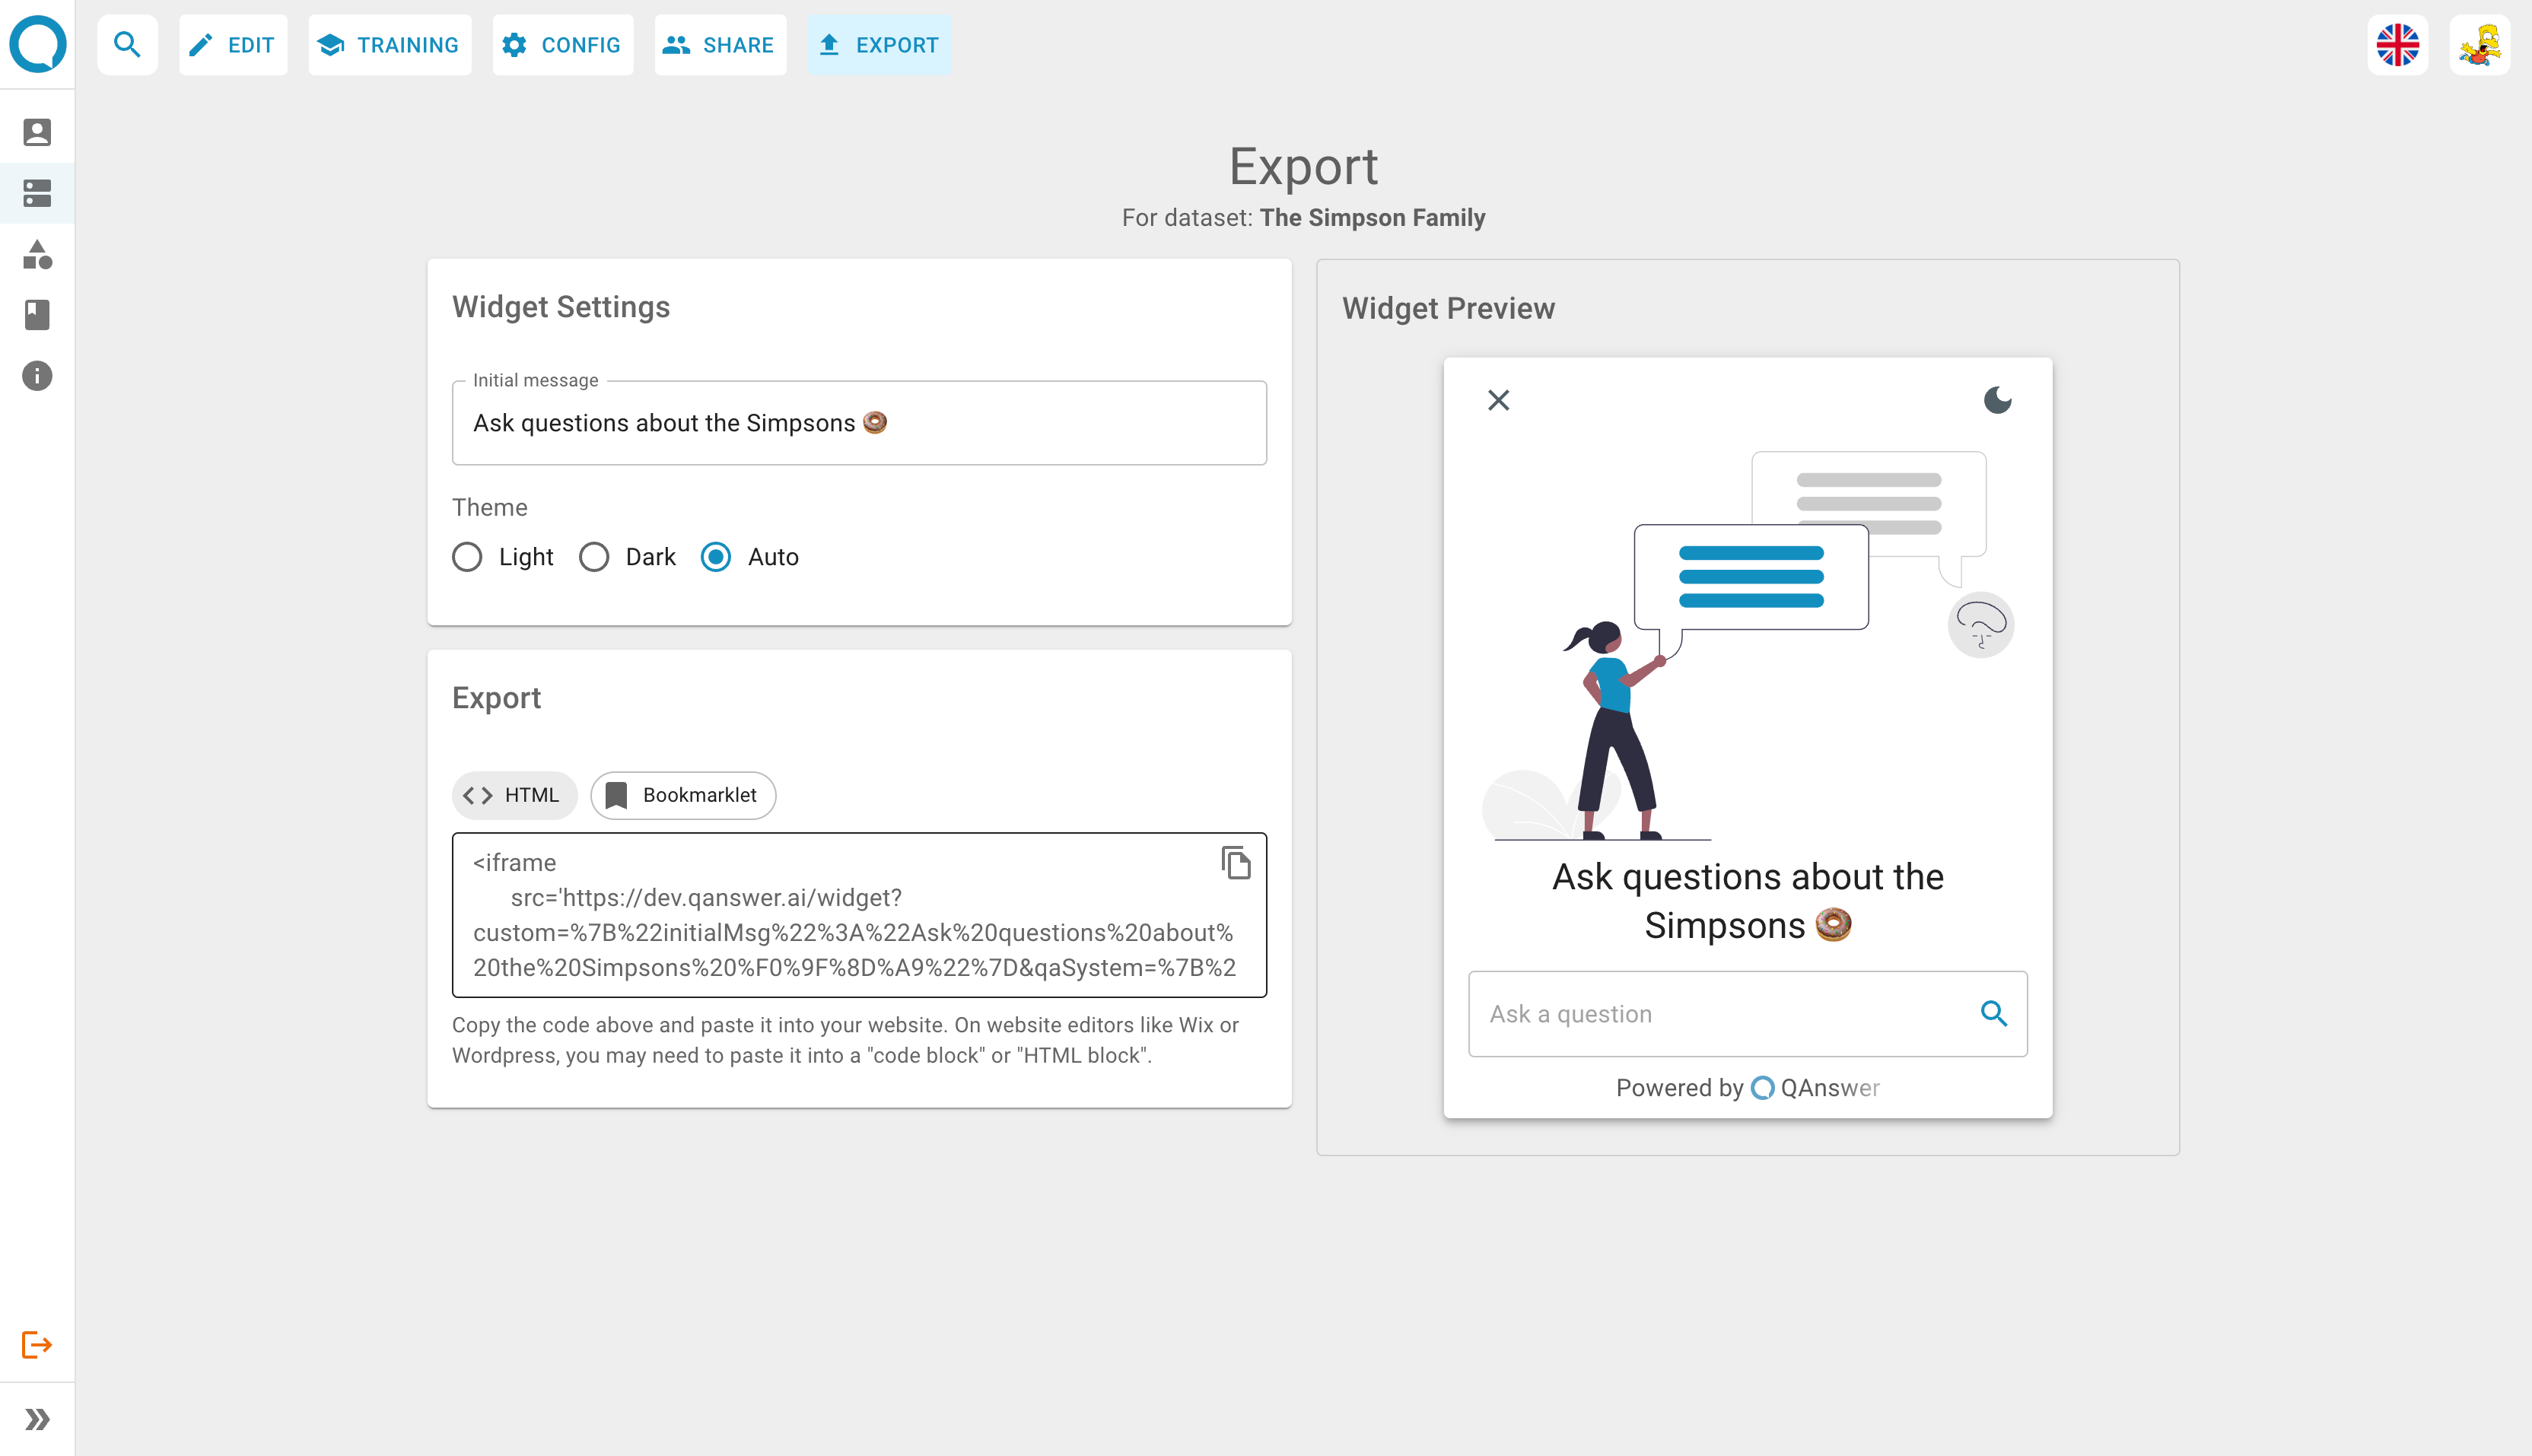 EDIT
TRAINING
CONFIG
SHARE
EXPORT
Export
For dataset: The Simpson Family
Widget Settings
Initial message
Ask questions about the Simpsons 🍩
Theme
Light
Dark
Auto
Export
HTML
Bookmarklet
<iframe
src='https://dev.qanswer.ai/widget?
custom=%7B%22initialMsg%22%3A%22Ask%20questions%20about%
20the%20Simpsons%20%F0%9F%8D%A9%22%7D&qaSystem=%7B%2
Copy the code above and paste it into your website. On website editors like Wix or
Wordpress, you may need to paste it into a "code block" or "HTML block".
Widget Preview
Ask questions about the
Simpsons 🍩
Ask a question
Powered by QAnswer